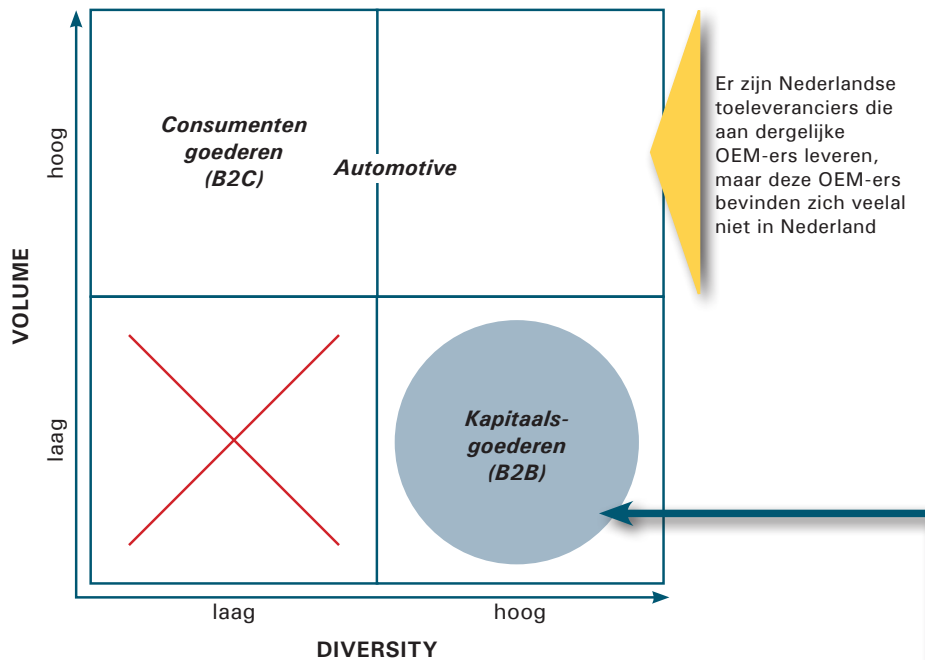 Consumenten
goederen
(B2C)
Automotive
Er zijn Nederlandse
toeleveranciers die
aan dergelijke
OEM-ers leveren,
maar deze OEM-ers
bevinden zich veelal
niet in Nederland
hoog
VOLUME
laag
Kapitaals-
goederen
(B2B)
laag
hoog
DIVERSITY